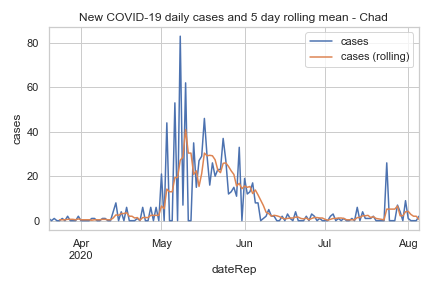 New COVID-19 daily cases and 5 day rolling mean - Chad
cases
cases (rolling)
cases
80
60
40
20
0
Apr
2020
May
Jun
Jul
Aug
dateRep